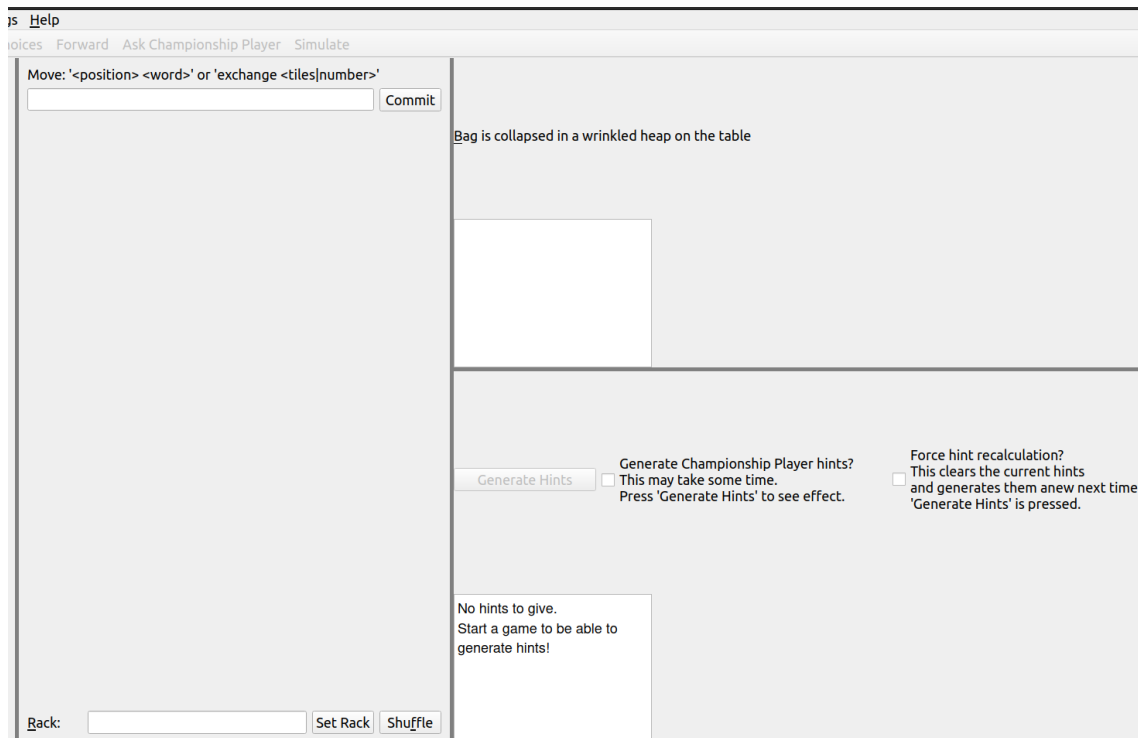 gs Help
hoices Forward Ask Championship Player Simulate
Move: '<position> <word>' or 'exchange <tiles|number>'
Commit
Bag is collapsed in a wrinkled heap on the table
Generate Hints
Generate Championship Player hints?
This may take some time.
Press 'Generate Hints' to see effect.
Force hint recalculation?
This clears the current hints
and generates them anew next time
'Generate Hints' is pressed.
No hints to give.
Start a game to be able to
generate hints!
Rack: Set Rack Shuffle